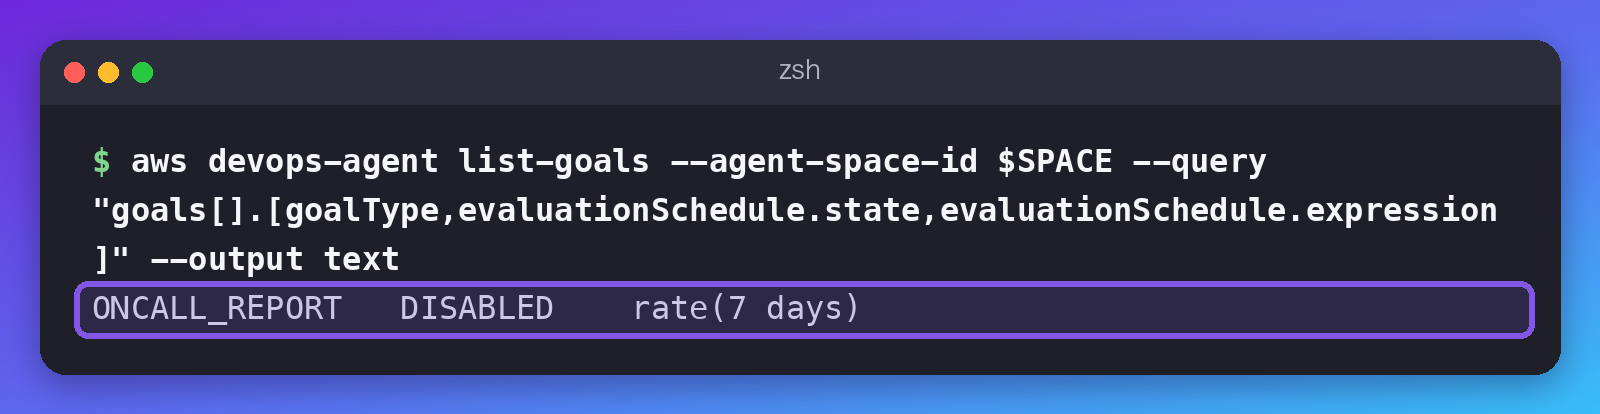 zsh
$ aws devops-agent list-goals --agent-space-id $SPACE --query
"goals[].[goalType,evaluationSchedule.state,evaluationSchedule.expression
]" --output text
ONCALL_REPORT   DISABLED    rate(7 days)